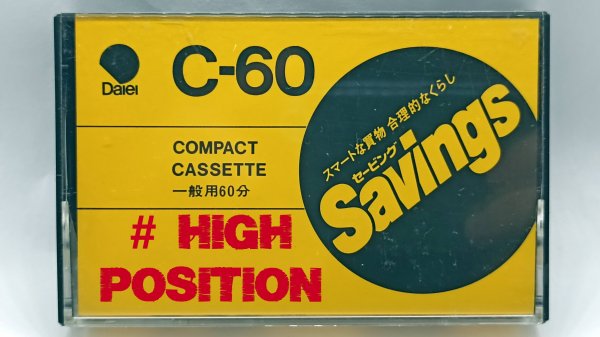 Daiei
C-60
COMPACT
CASSETTE
一般用60分
スマートな買物 合理的なくらし
セービング
Savings
# HIGH
POSITION